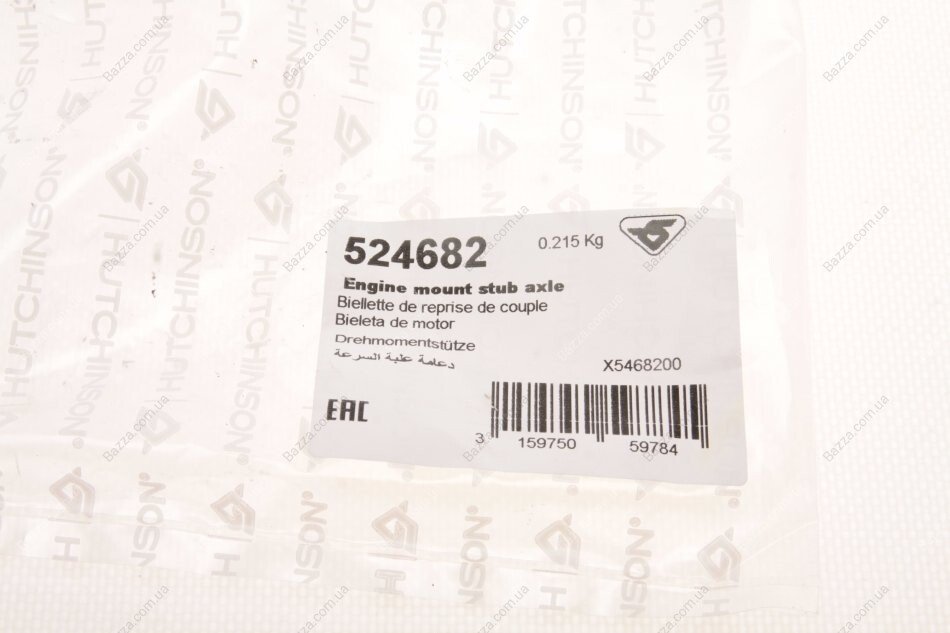 524682
0.215 Kg
Engine mount stub axle
Biellette de reprise de couple
Bieleta de motor
Drehmomentstütze
دعامة علبة السرعة
X5468200
EAC
3 159750 59784
HUTCHINSON
Bazza.com.ua